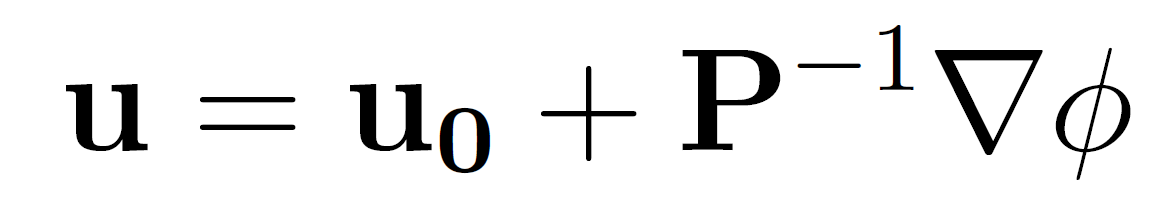 𝐮 = 𝐮₀ + 𝐏⁻¹∇ϕ